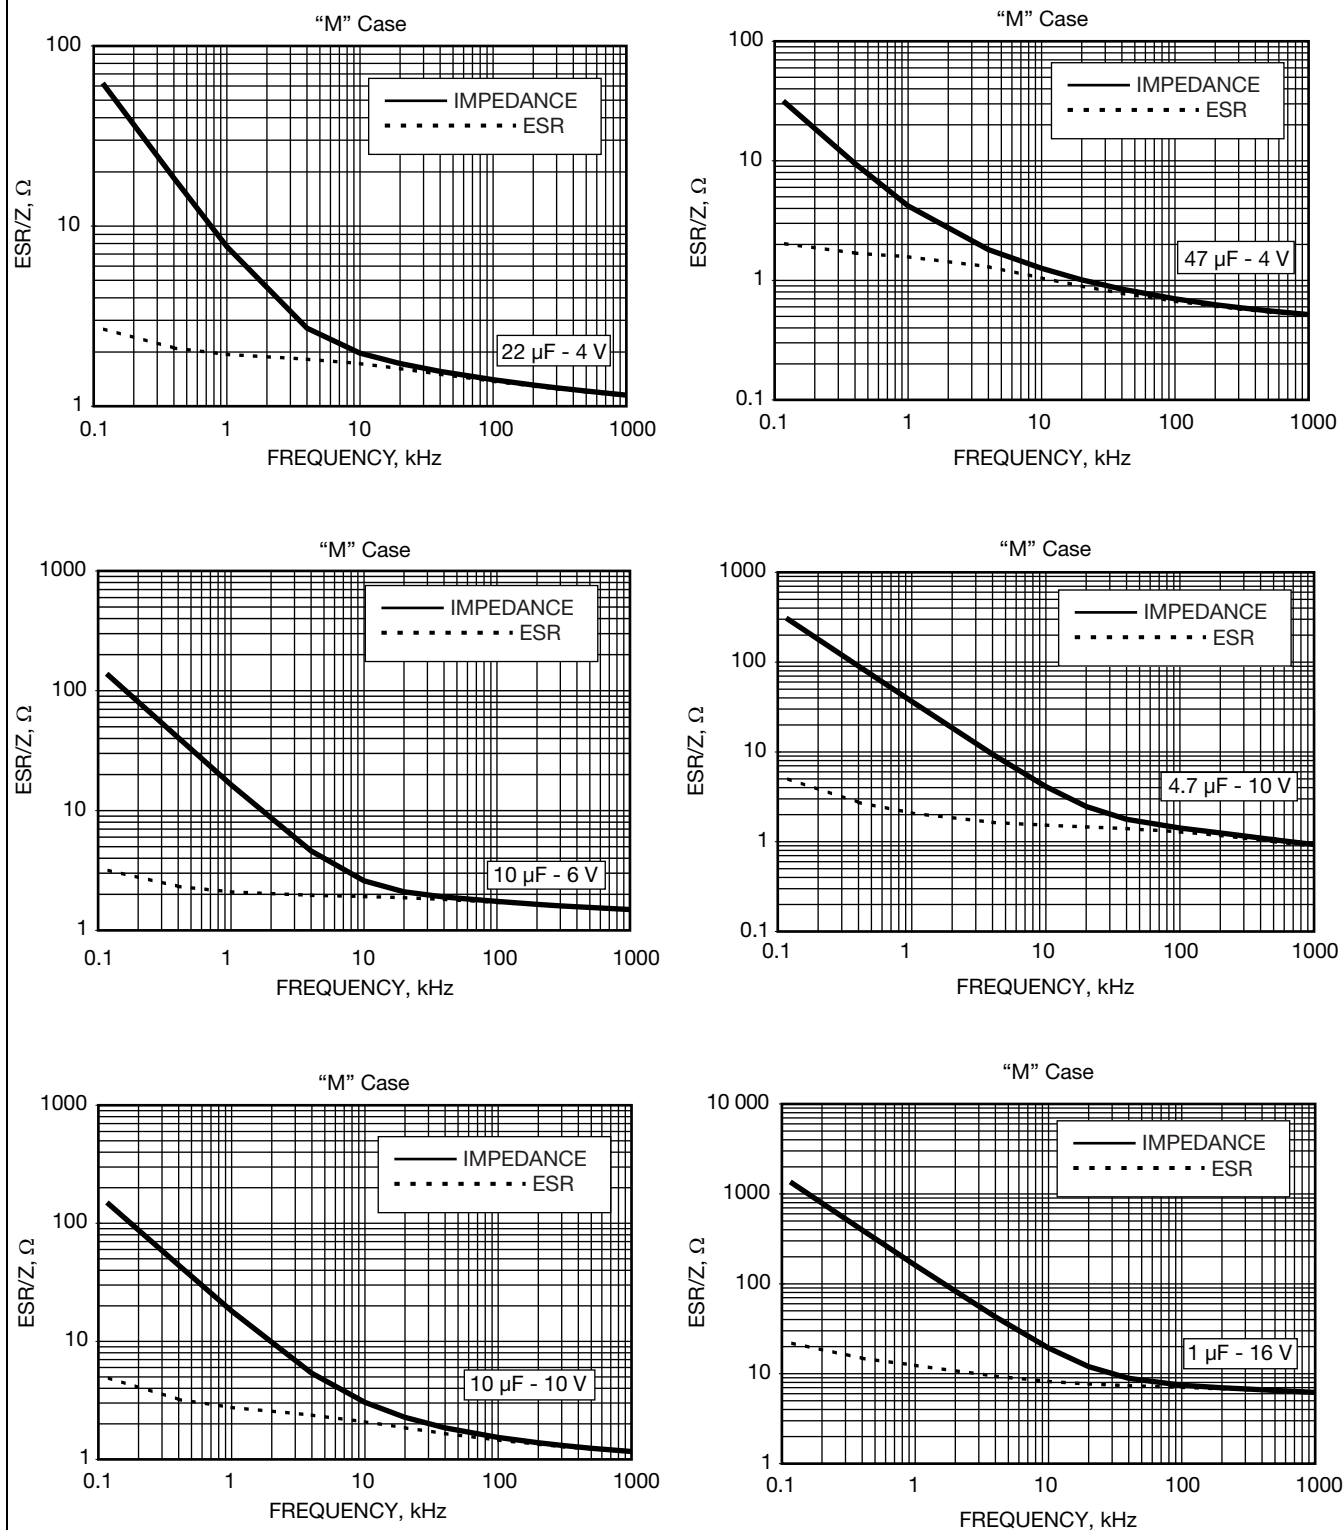 “M” Case
100
10
1
ESR/Z, Ω
IMPEDANCE
ESR
22 µF - 4 V
0.1 1 10 100 1000
FREQUENCY, kHz
“M” Case
100
10
1
0.1
ESR/Z, Ω
IMPEDANCE
ESR
47 µF - 4 V
0.1 1 10 100 1000
FREQUENCY, kHz
“M” Case
1000
100
10
1
ESR/Z, Ω
IMPEDANCE
ESR
10 µF - 6 V
0.1 1 10 100 1000
FREQUENCY, kHz
“M” Case
1000
100
10
1
0.1
ESR/Z, Ω
IMPEDANCE
ESR
4.7 µF - 10 V
0.1 1 10 100 1000
FREQUENCY, kHz
“M” Case
1000
100
10
1
ESR/Z, Ω
IMPEDANCE
ESR
10 µF - 10 V
0.1 1 10 100 1000
FREQUENCY, kHz
“M” Case
10 000
1000
100
10
1
ESR/Z, Ω
IMPEDANCE
ESR
1 µF - 16 V
0.1 1 10 100 1000
FREQUENCY, kHz